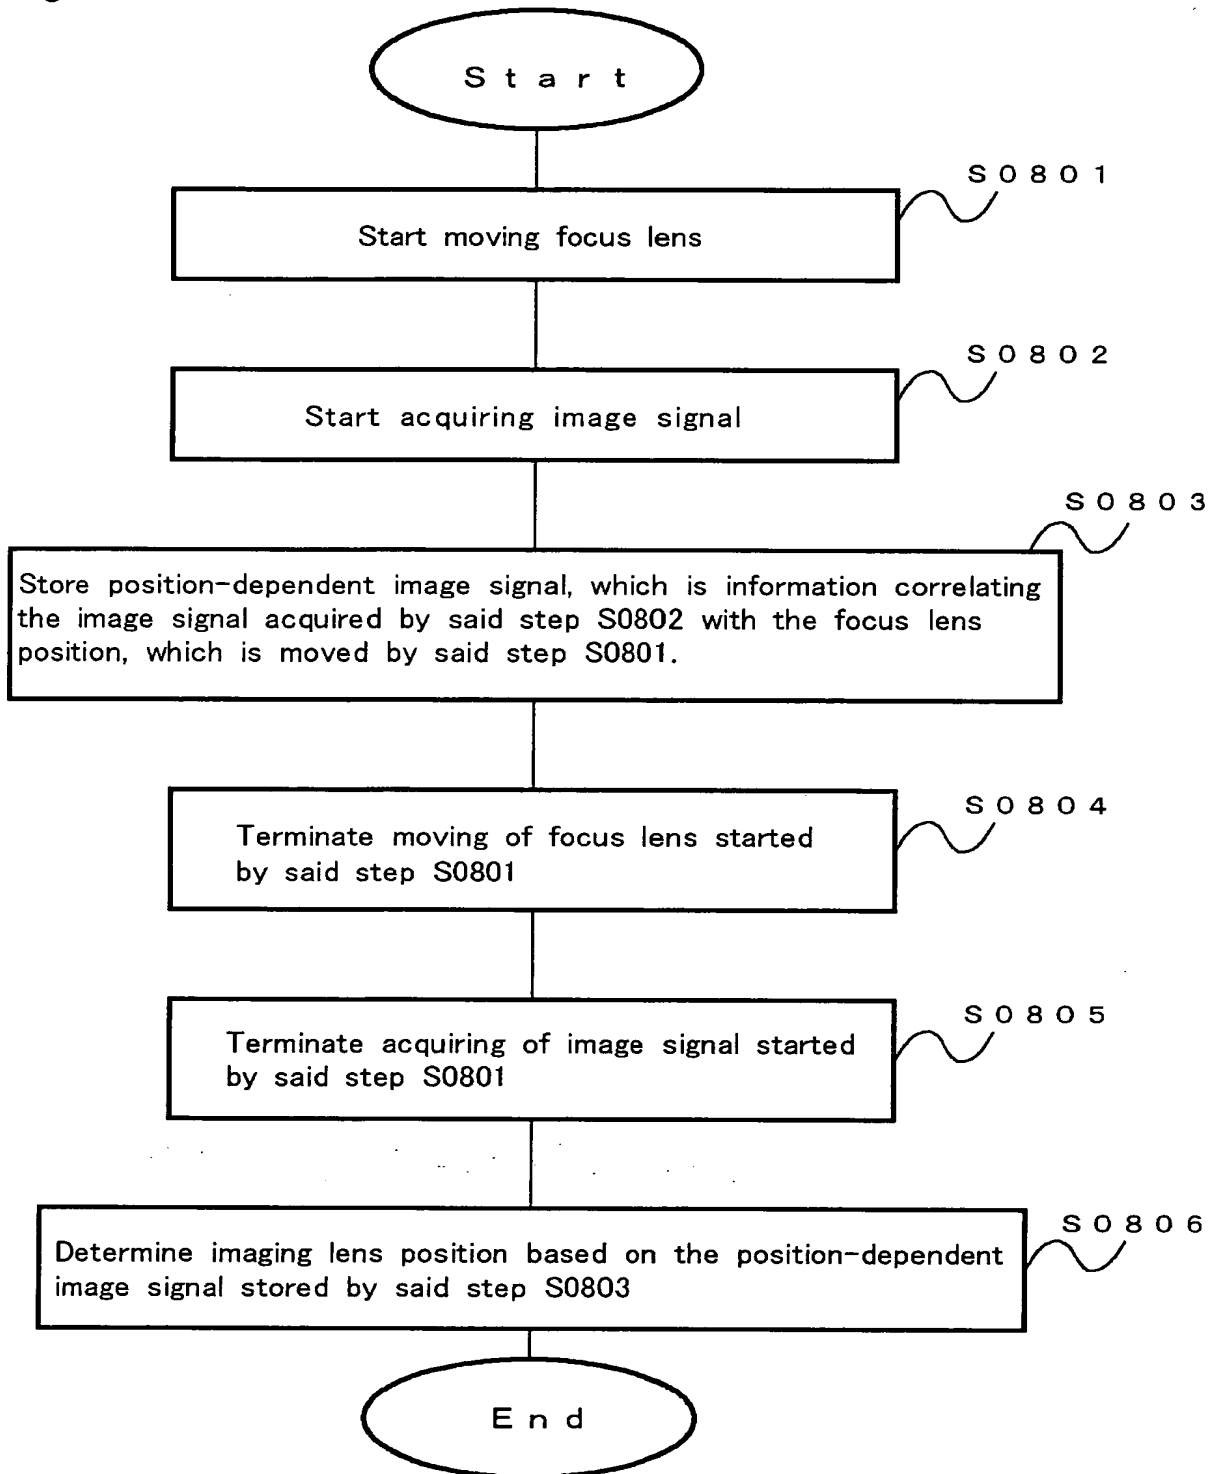 Start
S0801
Start moving focus lens
S0802
Start acquiring image signal
S0803
Store position-dependent image signal, which is information correlating
the image signal acquired by said step S0802 with the focus lens
position, which is moved by said step S0801.
S0804
Terminate moving of focus lens started
by said step S0801
S0805
Terminate acquiring of image signal started
by said step S0801
S0806
Determine imaging lens position based on the position-dependent
image signal stored by said step S0803
End